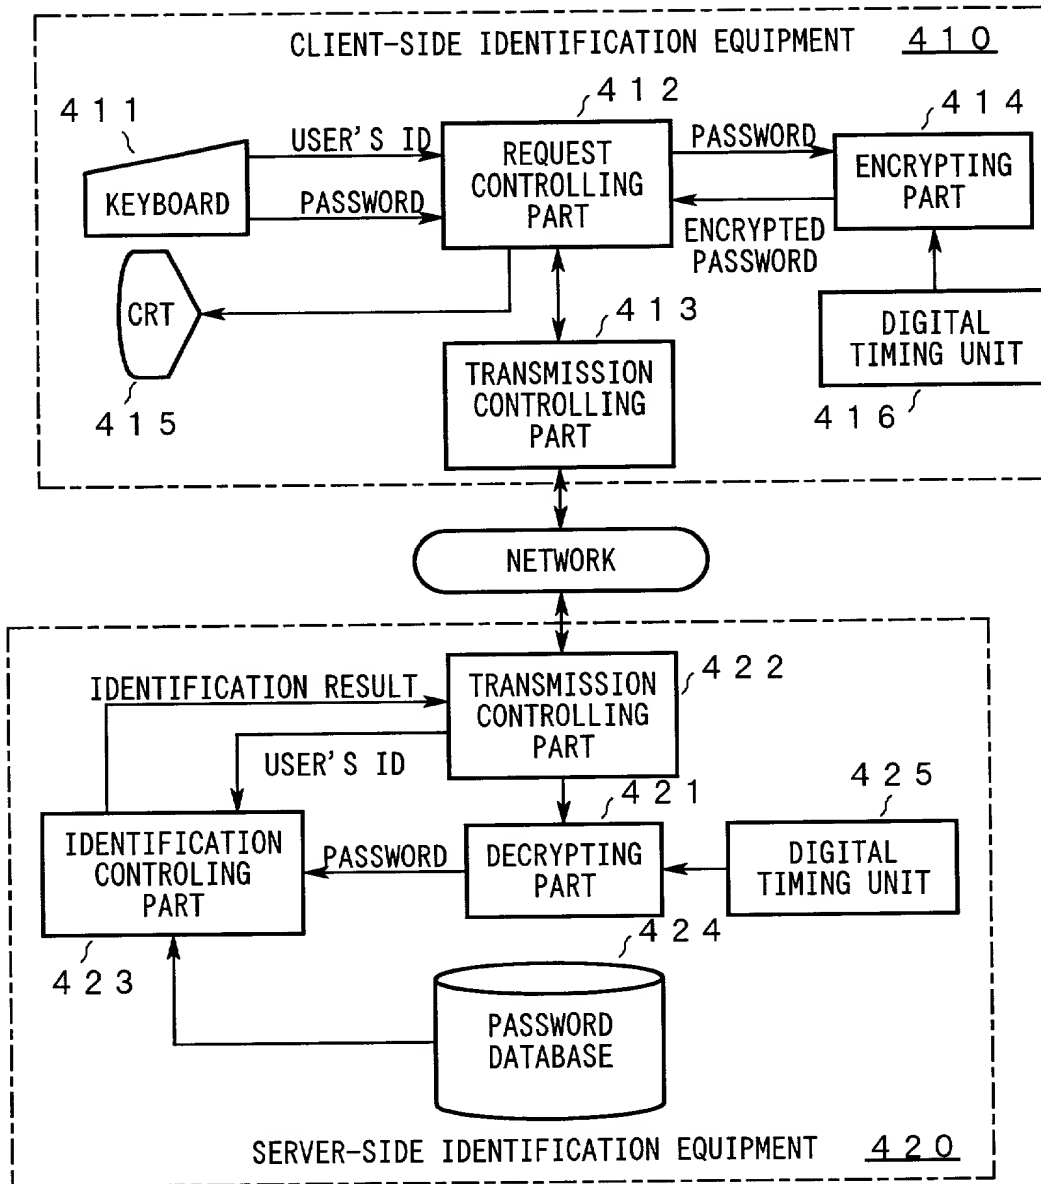 CLIENT-SIDE IDENTIFICATION EQUIPMENT 410
411
412
414
USER'S ID
PASSWORD
KEYBOARD
REQUEST
CONTROLLING
PART
PASSWORD
ENCRYPTED
PASSWORD
ENCRYPTING
PART
CRT
415
413
TRANSMISSION
CONTROLLING
PART
DIGITAL
TIMING UNIT
416
NETWORK
IDENTIFICATION RESULT
USER'S ID
TRANSMISSION
CONTROLLING
PART
422
421
425
IDENTIFICATION
CONTROLING
PART
PASSWORD
DECRYPTING
PART
DIGITAL
TIMING UNIT
423
424
PASSWORD
DATABASE
SERVER-SIDE IDENTIFICATION EQUIPMENT 420